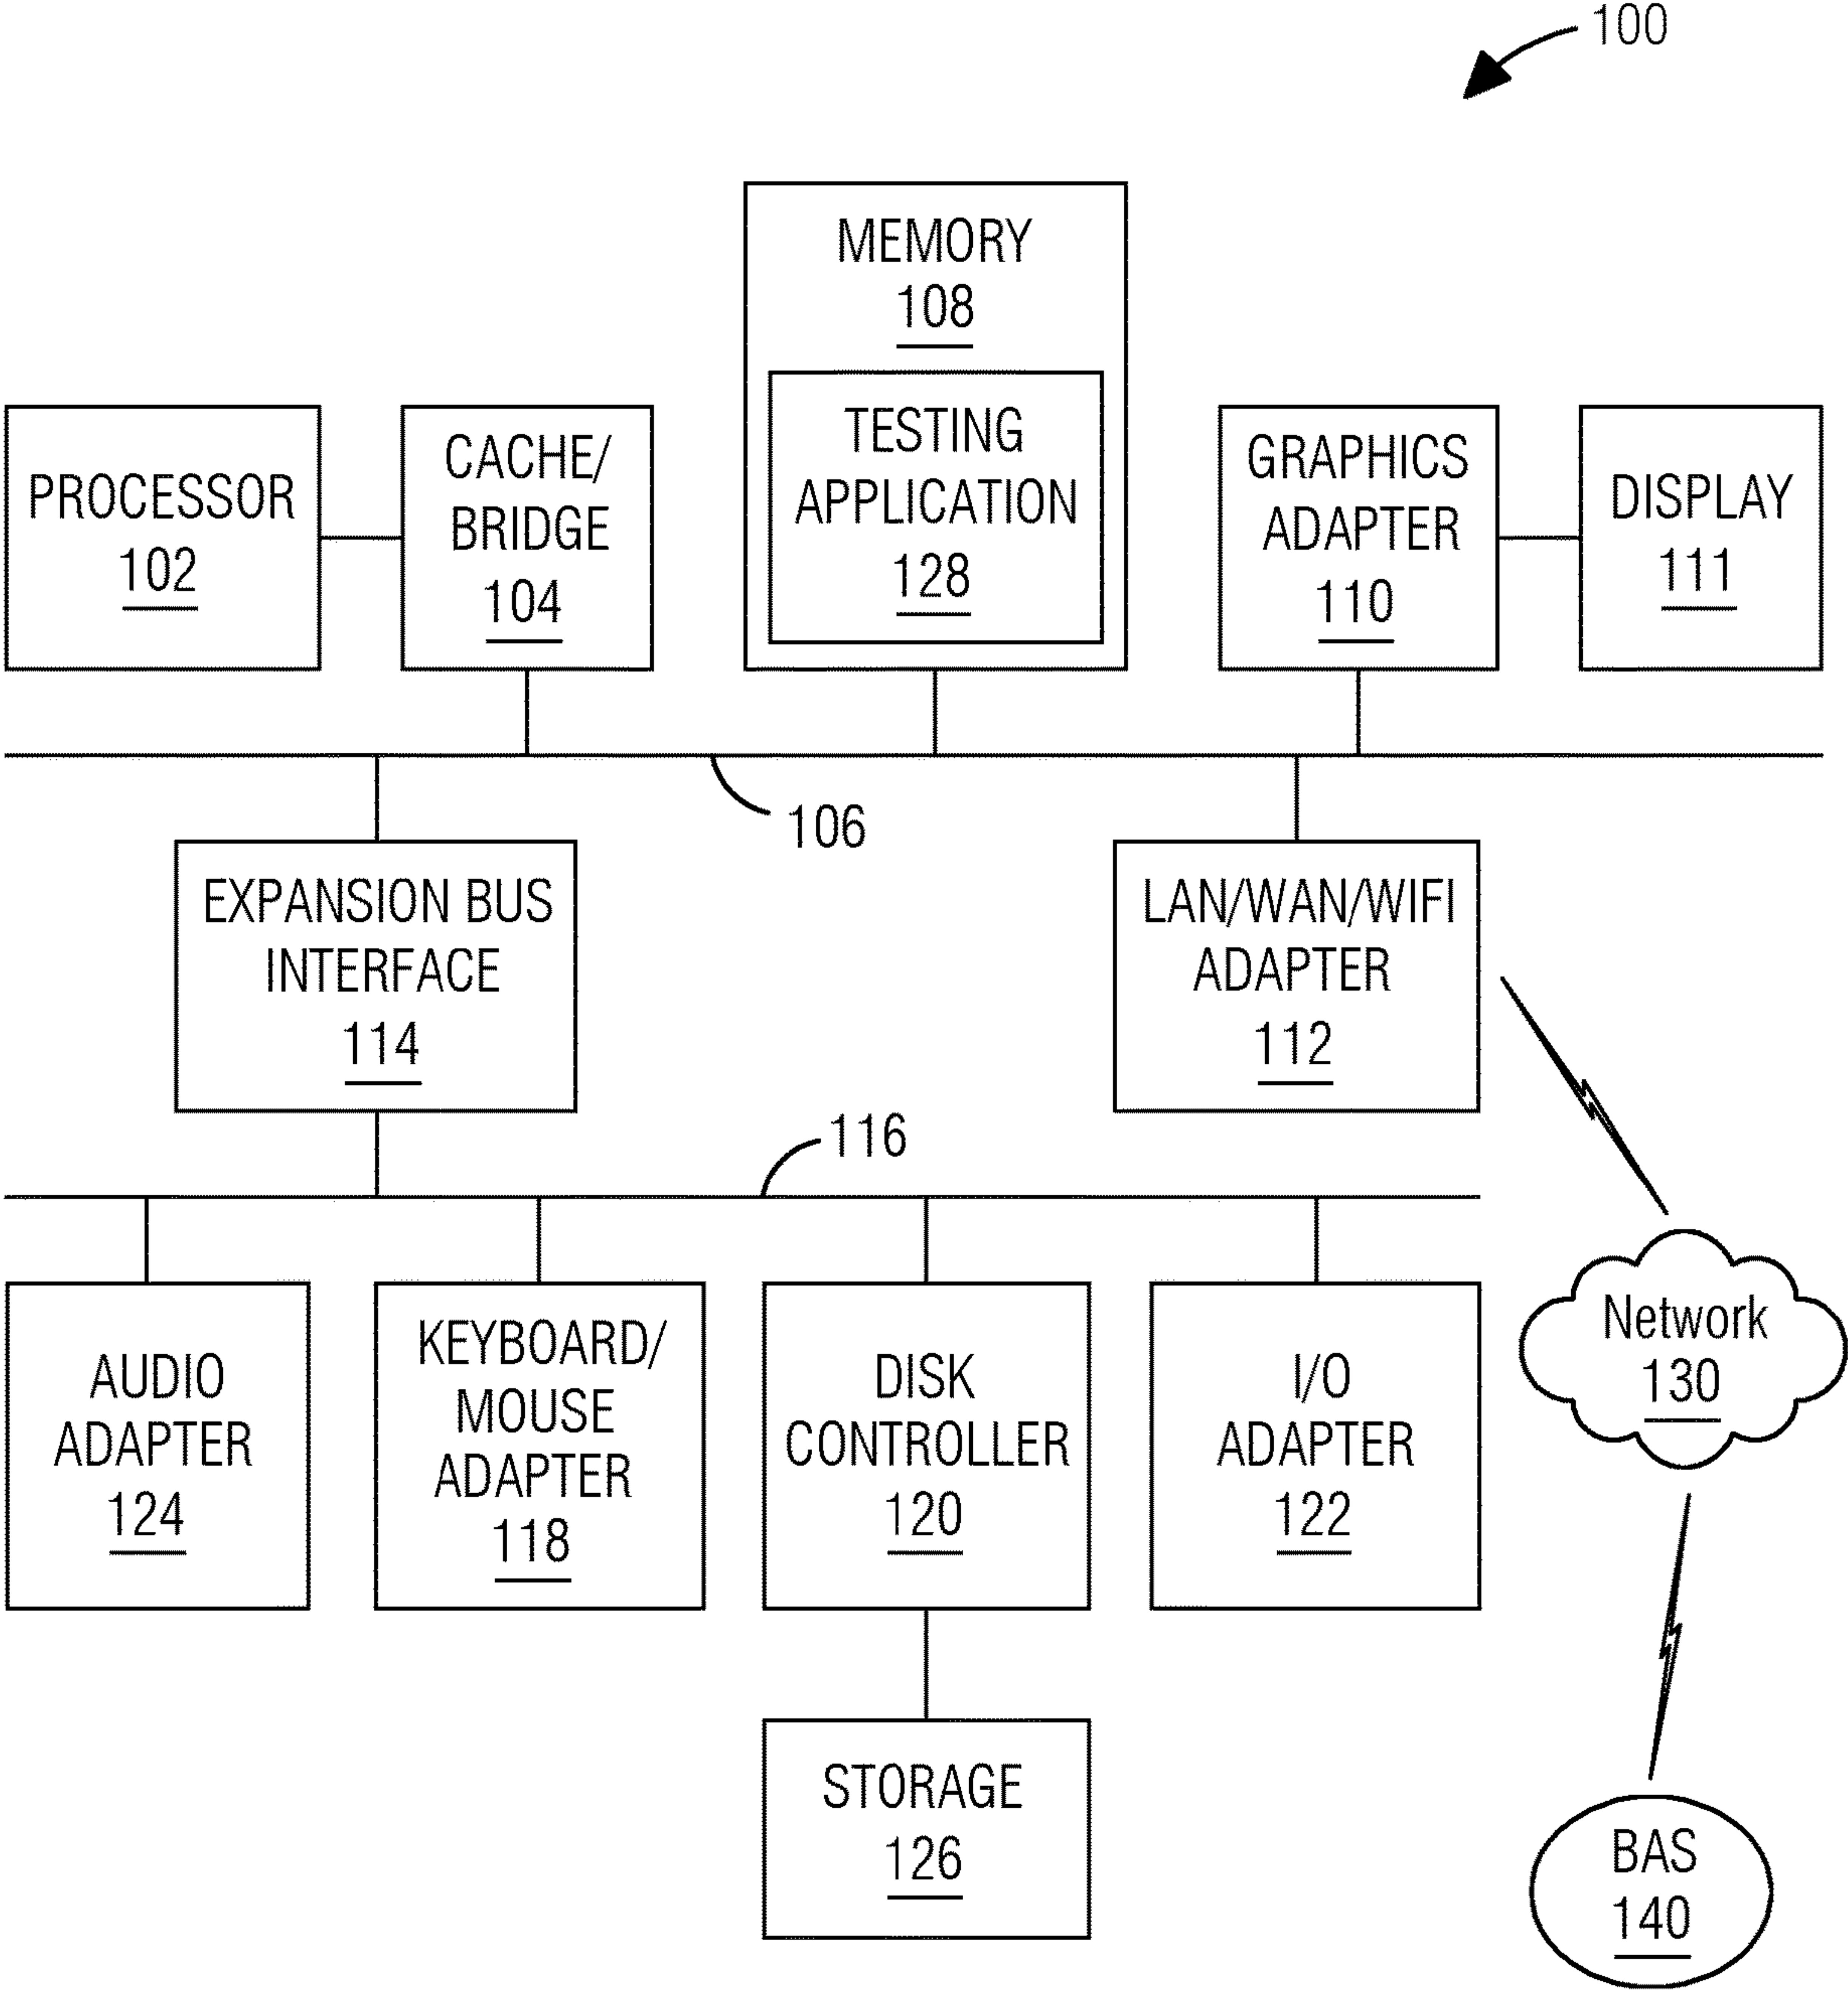 100
MEMORY
108
TESTING
APPLICATION
128
PROCESSOR
102
CACHE/
BRIDGE
104
GRAPHICS
ADAPTER
110
DISPLAY
111
106
EXPANSION BUS
INTERFACE
114
LAN/WAN/WIFI
ADAPTER
112
116
AUDIO
ADAPTER
124
KEYBOARD/
MOUSE
ADAPTER
118
DISK
CONTROLLER
120
I/O
ADAPTER
122
Network
130
STORAGE
126
BAS
140